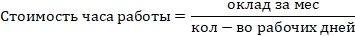 Стоимость часа работы = оклад за мес / кол − во рабочих дней